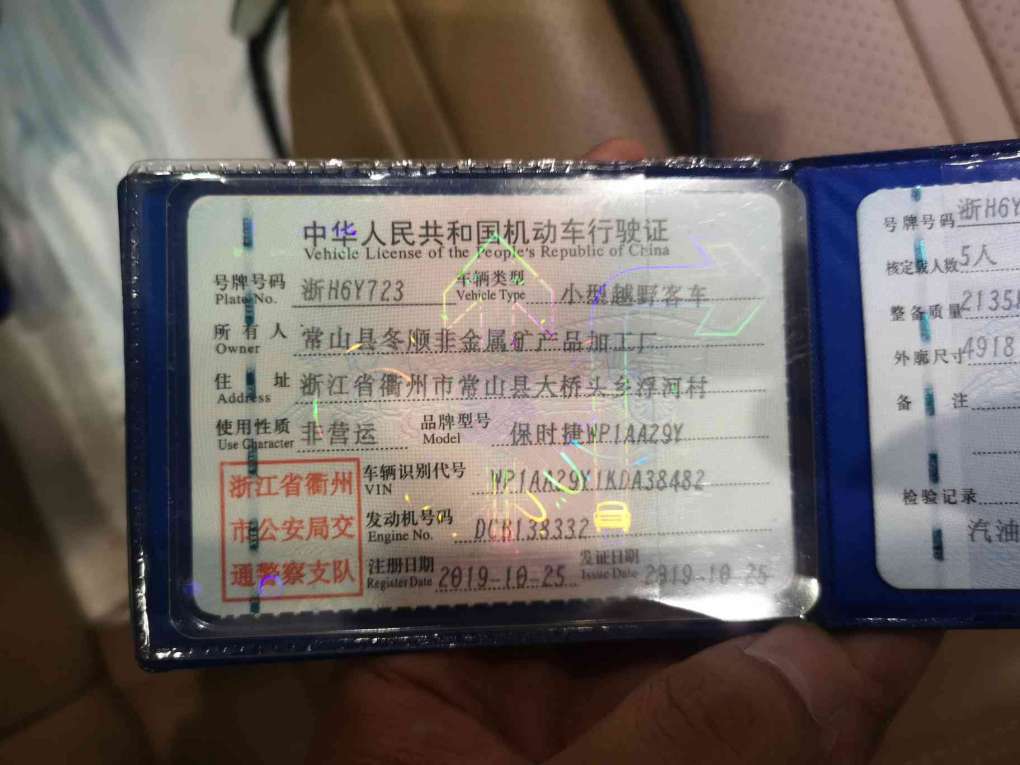 中华人民共和国机动车行驶证
Vehicle License of the People's Republic of China
号牌号码 浙H6Y723 车辆类型 小型越野客车
Plate No. Vehicle Type
所有人 常山县冬顺非金属矿产品加工厂
Owner
住址 浙江省衢州市常山县大桥头乡浮河村
Address
使用性质 非营运 品牌型号 保时捷WP1AA29Y
Use Character Model
浙江省衢州
市公安局交
通警察支队
车辆识别代号 WP1AA29Y1KDA38482
VIN
发动机号码 DCB138332
Engine No.
注册日期 2019-10-25 发证日期 2019-10-25
Register Date Issue Date
号牌号码 浙H6Y
核定载人数 5人
整备质量 2135
外廓尺寸 4918
备注
检验记录
汽油